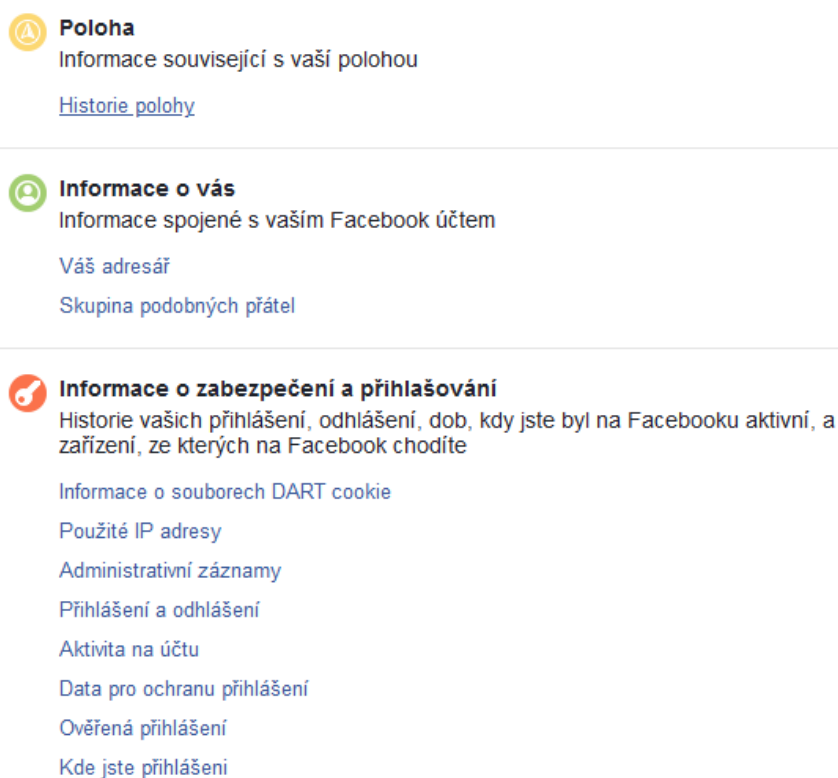 Poloha
Informace související s vaší polohou
Historie polohy
Informace o vás
Informace spojené s vaším Facebook účtem
Váš adresář
Skupina podobných přátel
Informace o zabezpečení a přihlašování
Historie vašich přihlášení, odhlášení, dob, kdy jste byl na Facebooku aktivní, a
zařízení, ze kterých na Facebook chodíte
Informace o souborech DART cookie
Použité IP adresy
Administrativní záznamy
Přihlášení a odhlášení
Aktivita na účtu
Data pro ochranu přihlášení
Ověřená přihlášení
Kde jste přihlášeni